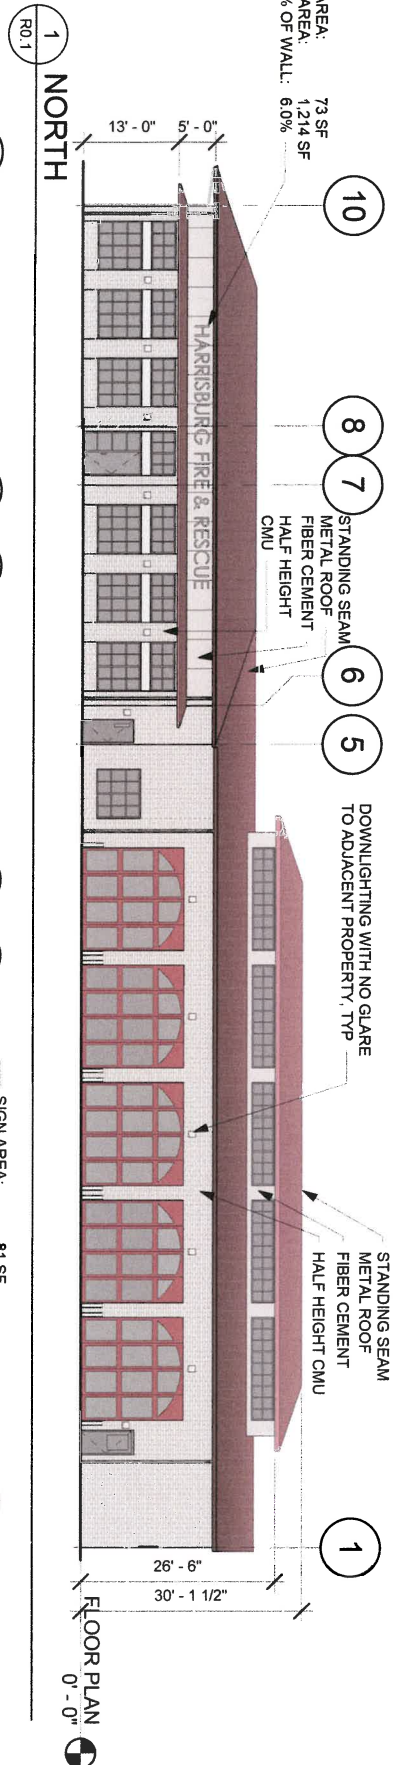 AREA: 73 SF
AREA: 1,214 SF
% OF WALL: 6.0%
10
8
7
6
5
1
STANDING SEAM
METAL ROOF
FIBER CEMENT
HALF HEIGHT
CMU
DOWNLIGHTING WITH NO GLARE
TO ADJACENT PROPERTY, TYP
STANDING SEAM
METAL ROOF
FIBER CEMENT
HALF HEIGHT CMU
5' - 0"
13' - 0"
HARRISBURG FIRE & RESCUE
26' - 6"
30' - 1 1/2"
FLOOR PLAN
0' - 0"
1
R0.1
NORTH
SIGN AREA: 81 SF